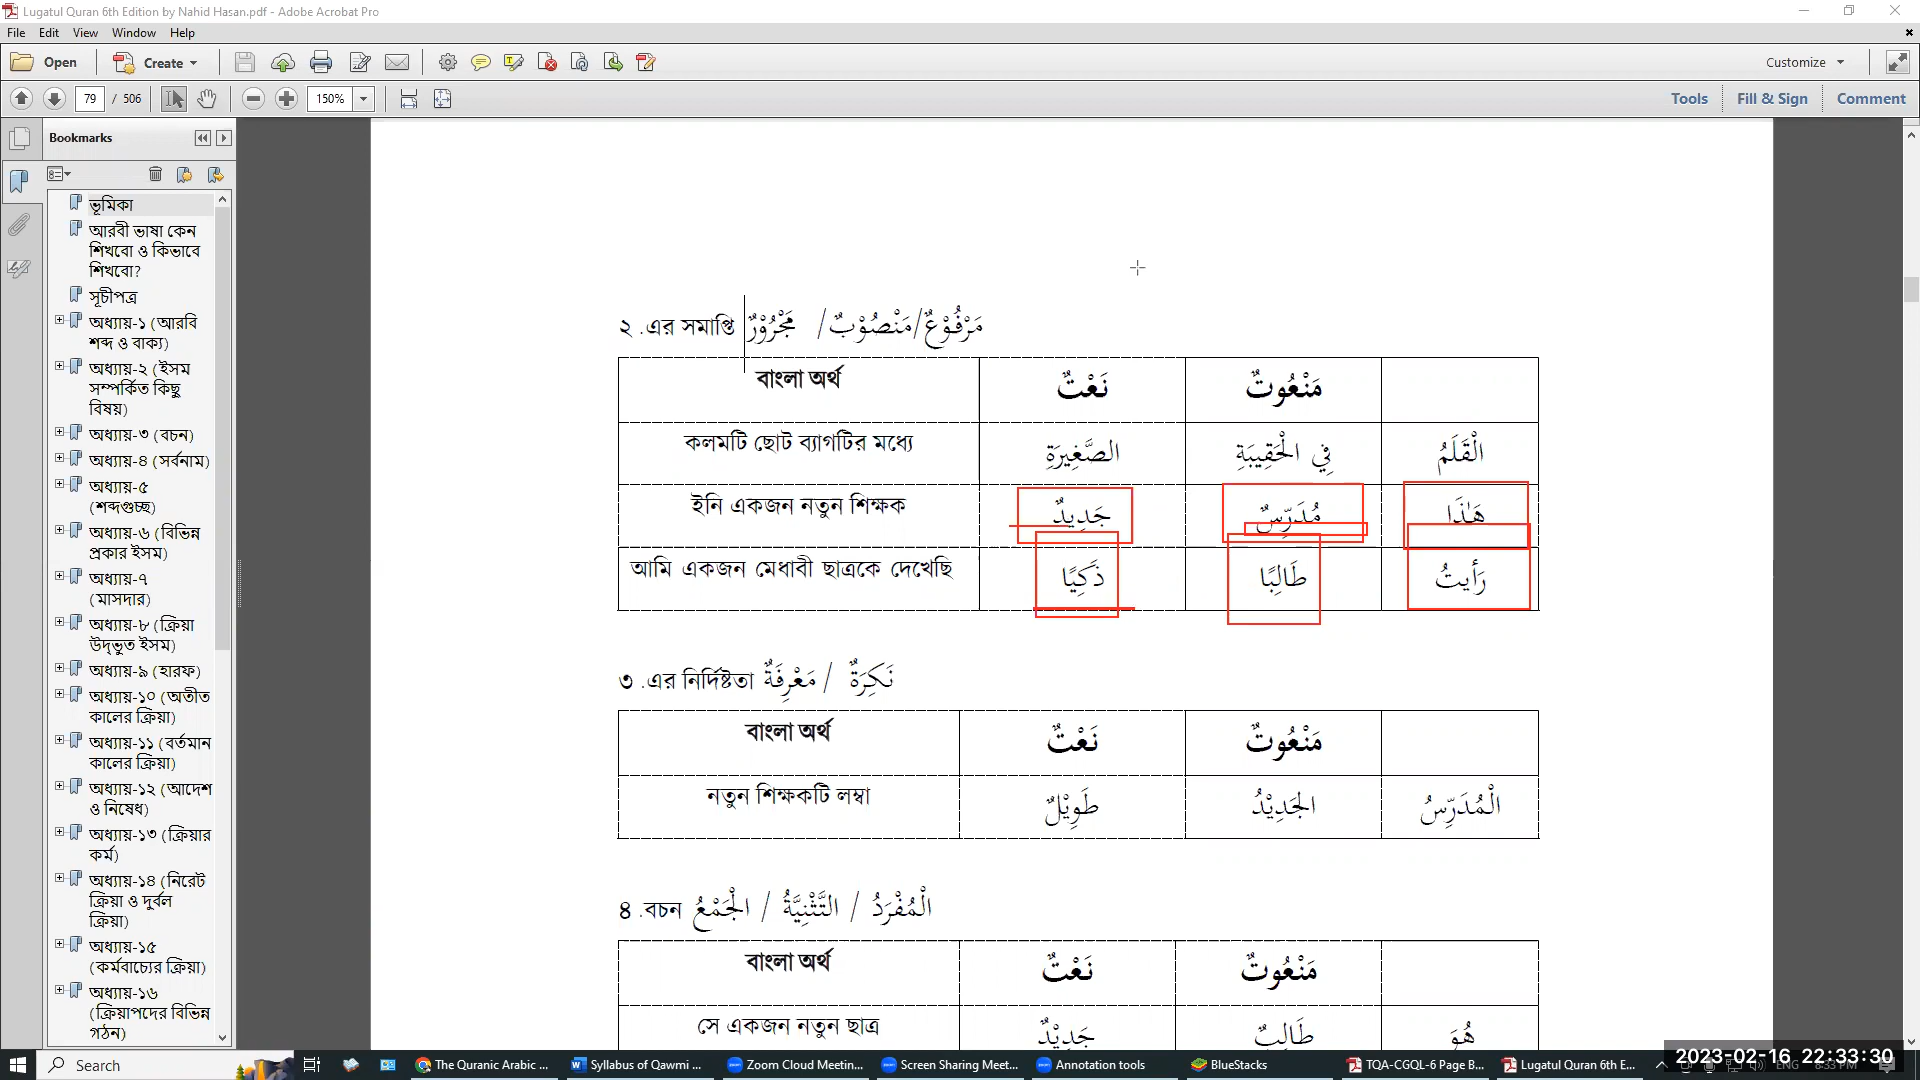 Lugatul Quran 6th Edition by Nahid Hasan.pdf - Adobe Acrobat Pro
File Edit View Window Help
Open Create Customize
79 / 506 150% Tools Fill & Sign Comment
Bookmarks
ভূমিকা
আরবী ভাষা কেন
শিখবো ও কিভাবে
শিখবো?
সূচীপত্র
অধ্যায়-১ (আরবি
শব্দ ও বাক্য)
অধ্যায়-২ (ইসম
সম্পর্কিত কিছু
বিষয়)
অধ্যায়-৩ (বচন)
অধ্যায়-৪ (সর্বনাম)
অধ্যায়-৫
(শব্দগুচ্ছ)
অধ্যায়-৬ (বিভিন্ন
প্রকার ইসম)
অধ্যায়-৭
(মাসদার)
অধ্যায়-৮ (ক্রিয়া
উদ্ভুত ইসম)
অধ্যায়-৯ (হারফ)
অধ্যায়-১০ (অতীত
কালের ক্রিয়া)
অধ্যায়-১১ (বর্তমান
কালের ক্রিয়া)
অধ্যায়-১২ (আদেশ
ও নিষেধ)
অধ্যায়-১৩ (ক্রিয়ার
কর্ম)
অধ্যায়-১৪ (নিরেট
ক্রিয়া ও দুর্বল
ক্রিয়া)
অধ্যায়-১৫
(কর্মবাচ্যের ক্রিয়া)
অধ্যায়-১৬
(ক্রিয়াপদের বিভিন্ন
গঠন)
২ .এর সমাপ্তি مَرْفُوْعٌ/مَنْصُوْبٌ/ مَجْرُوْرٌ
বাংলা অর্থ نَعْتٌ مَنْعُوتٌ
কলমটি ছোট ব্যাগটির মধ্যে الصَّغِيرَةِ فِي الْحَقِيبَةِ الْقَلَمُ
ইনি একজন নতুন শিক্ষক جَدِيدٌ مُدَرِّسٌ هَٰذَا
আমি একজন মেধাবী ছাত্রকে দেখেছি ذَكِيًا طَالِبًا رَأَيتُ
৩ .এর নির্দিষ্টতা نَكِرَةٌ / مَعْرِفَةٌ
বাংলা অর্থ نَعْتٌ مَنْعُوتٌ
নতুন শিক্ষকটি লম্বা طَوِيْلٌ الجَدِيْدُ الْمُدَرِّسُ
৪ .বচন الْمُفْرَدُ / التَّثْنِيَّةُ / الْجَمْعُ
বাংলা অর্থ نَعْتٌ مَنْعُوتٌ
সে একজন নতুন ছাত্র جَدِيْدٌ طَالِبٌ هُوَ
Search The Quranic Arabic ... Syllabus of Qawmi ... Zoom Cloud Meetin... Screen Sharing Meet... Annotation tools BlueStacks TQA-CGQL-6 Page B... Lugatul Quran 6th E...
2023-02-16 22:33:30
ENG 8:33 PM